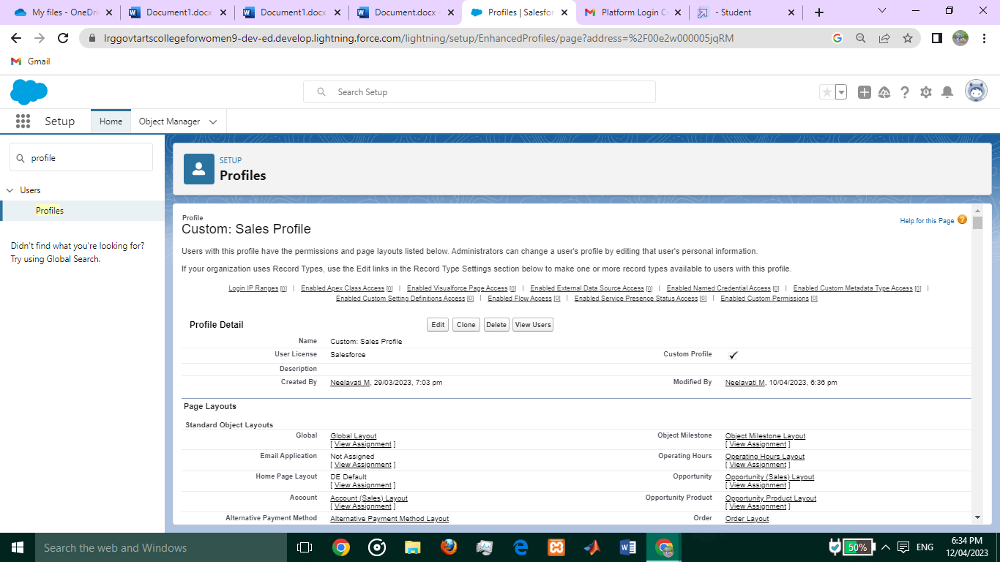 My files - OneDri
Document1.docx
Document1.docx
Document.docx -
Profiles | Salesfor
Platform Login C
- Student
lrggovtartscollegeforwomen9-dev-ed.develop.lightning.force.com/lightning/setup/EnhancedProfiles/page?address=%2F00e2w000005jqRM
Gmail
Search Setup
Setup
Home
Object Manager
profile
Users
Profiles
Didn't find what you're looking for?
Try using Global Search.
SETUP
Profiles
Profile
Custom: Sales Profile
Help for this Page
Users with this profile have the permissions and page layouts listed below. Administrators can change a user's profile by editing that user's personal information.
If your organization uses Record Types, use the Edit links in the Record Type Settings section below to make one or more record types available to users with this profile.
Login IP Ranges [0] | Enabled Apex Class Access [0] | Enabled Visualforce Page Access [0] | Enabled External Data Source Access [0] | Enabled Named Credential Access [0] | Enabled Custom Metadata Type Access [0] |
Enabled Custom Setting Definitions Access [0] | Enabled Flow Access [0] | Enabled Service Presence Status Access [0] | Enabled Custom Permissions [0]
Profile Detail Edit Clone Delete View Users
Name Custom: Sales Profile
User License Salesforce Custom Profile ✓
Description
Created By Neelavati M, 29/03/2023, 7:03 pm Modified By Neelavati M, 10/04/2023, 6:36 pm
Page Layouts
Standard Object Layouts
Global Global Layout Object Milestone Object Milestone Layout
[ View Assignment ] [ View Assignment ]
Email Application Not Assigned Operating Hours Operating Hours Layout
[ View Assignment ] [ View Assignment ]
Home Page Layout DE Default Opportunity Opportunity (Sales) Layout
[ View Assignment ] [ View Assignment ]
Account Account (Sales) Layout Opportunity Product Opportunity Product Layout
[ View Assignment ] [ View Assignment ]
Alternative Payment Method Alternative Payment Method Layout Order Order Layout
Search the web and Windows
50%
ENG
6:34 PM
12/04/2023